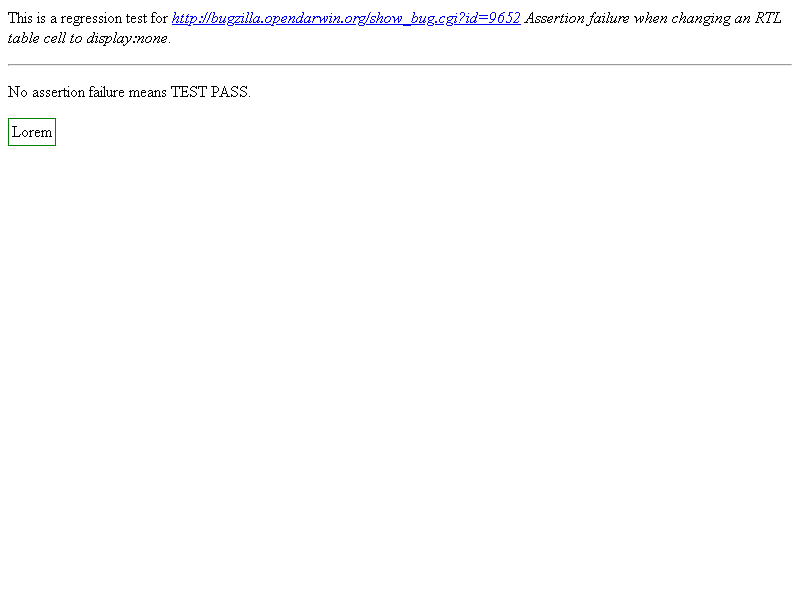 This is a regression test for http://bugzilla.opendarwin.org/show_bug.cgi?id=9652 Assertion failure when changing an RTL
table cell to display:none.
No assertion failure means TEST PASS.
Lorem